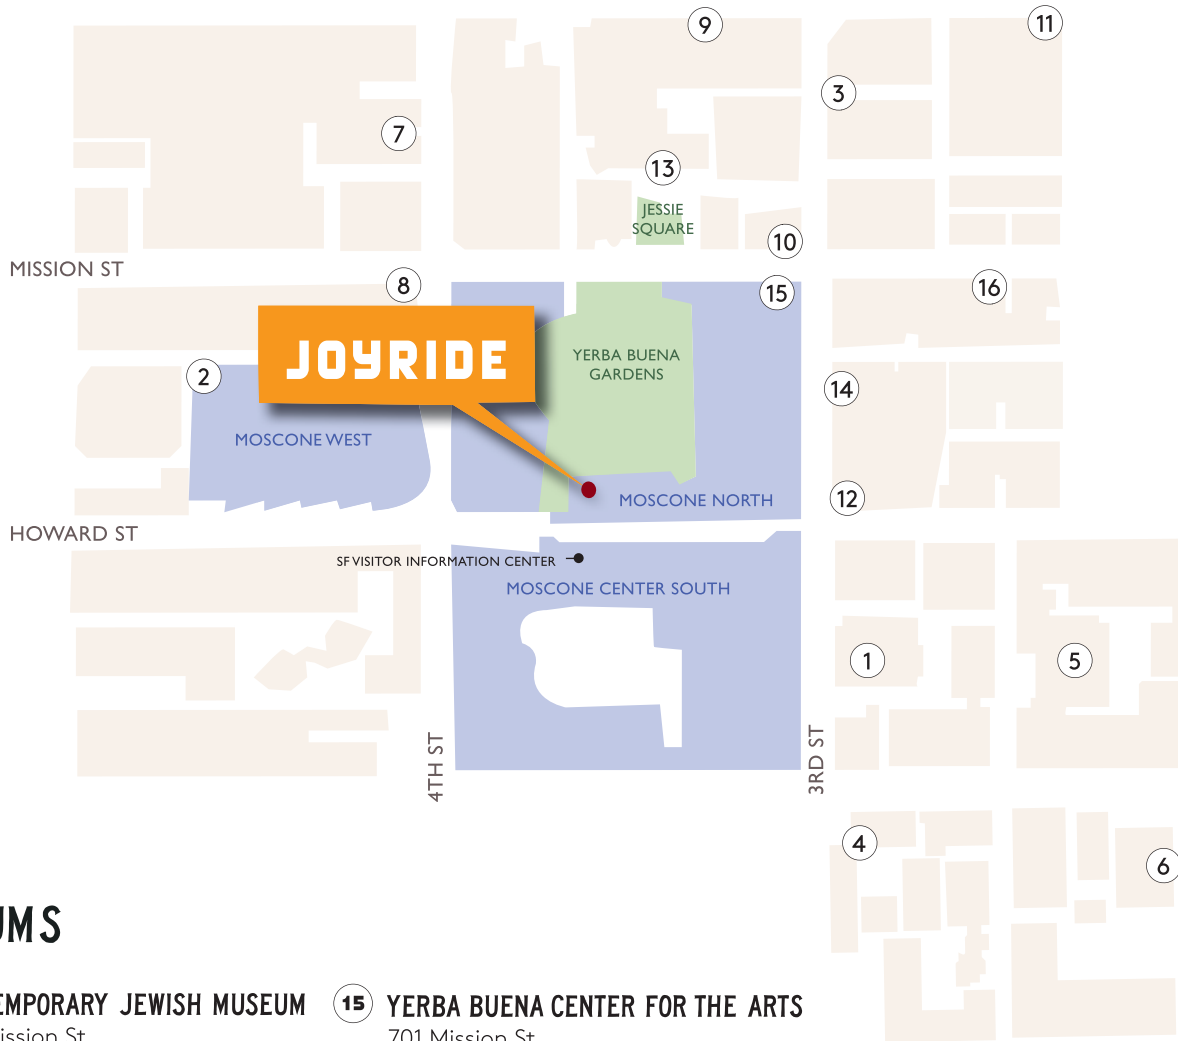 9
11
3
7
13
JESSIE
SQUARE
10
MISSION ST
8
15
16
JOYRIDE
YERBA BUENA
GARDENS
2
14
MOSCONE WEST
MOSCONE NORTH
12
HOWARD ST
SF VISITOR INFORMATION CENTER
MOSCONE CENTER SOUTH
1
5
4TH ST
3RD ST
4
6
UMS
EMPORARY JEWISH MUSEUM
ission St
15 YERBA BUENA CENTER FOR THE ARTS
701 Mission St